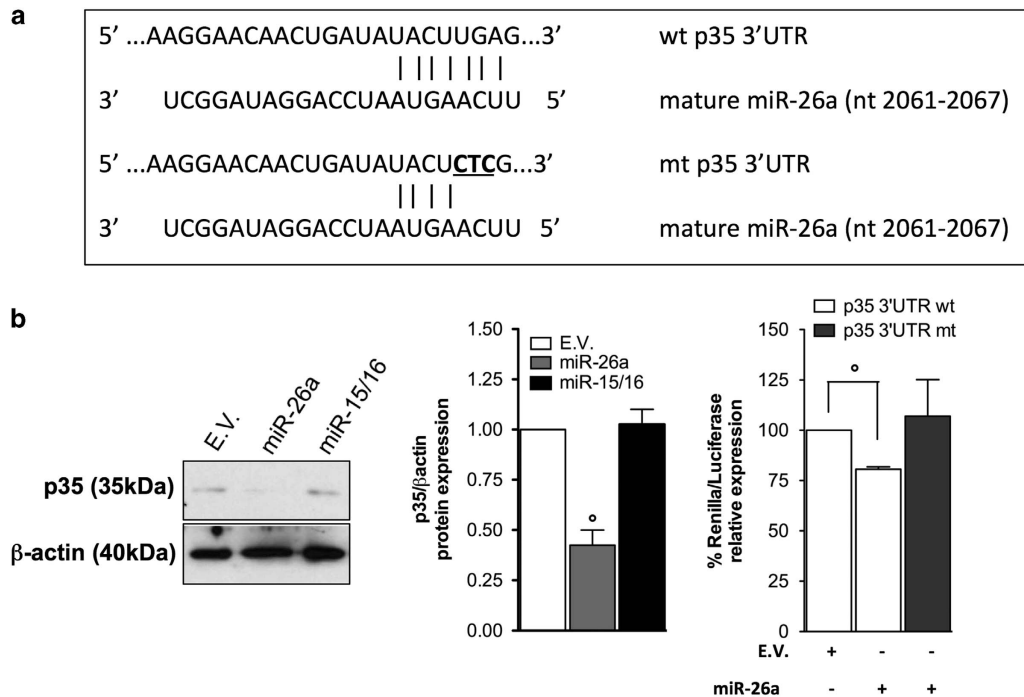 a
5’ ...AAGGAACAACUGAUAUACUUGAG...3’ wt p35 3’UTR
3’ UCGGAUAGGACCUAAUGAACUU 5’ mature miR-26a (nt 2061-2067)
5’ ...AAGGAACAACUGAUAUACUCTCG...3’ mt p35 3’UTR
3’ UCGGAUAGGACCUAAUGAACUU 5’ mature miR-26a (nt 2061-2067)
b
E.V. miR-26a miR-15/16
p35 (35kDa)
β-actin (40kDa)
p35/βactin
protein expression
1.50
1.25
1.00
0.75
0.50
0.25
0.00
E.V.
miR-26a
miR-15/16
°
p35 3'UTR wt
p35 3'UTR mt
% Renilla/Luciferase
relative expression
150
125
100
75
50
25
0
°
E.V. + - -
miR-26a - + +